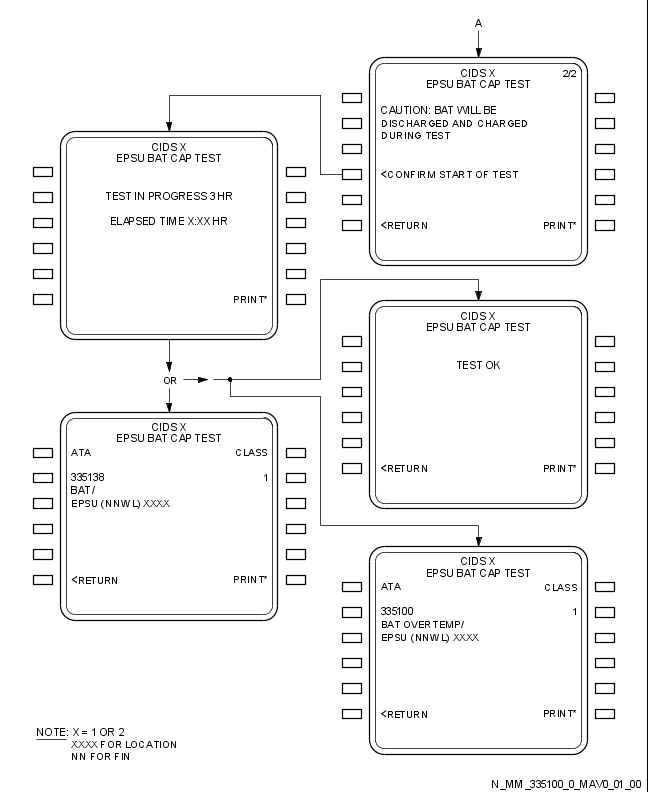 A
CIDS X 2/2
EPSU BAT CAP TEST
CAUTION: BAT WILL BE
DISCHARGED AND CHARGED
DURING TEST
<CONFIRM START OF TEST
<RETURN PRINT*
CIDS X
EPSU BAT CAP TEST
TEST IN PROGRESS 3 HR
ELAPSED TIME X:XX HR
PRINT*
OR
CIDS X
EPSU BAT CAP TEST
TEST OK
<RETURN PRINT*
CIDS X
EPSU BAT CAP TEST
ATA CLASS
335138 1
BAT/
EPSU (NNWL) XXXX
<RETURN PRINT*
CIDS X
EPSU BAT CAP TEST
ATA CLASS
335100 1
BAT OVERTEMP/
EPSU (NNWL) XXXX
<RETURN PRINT*
NOTE: X = 1 OR 2
XXXX FOR LOCATION
NN FOR FIN
N_MM_335100_0_MAV0_01_00